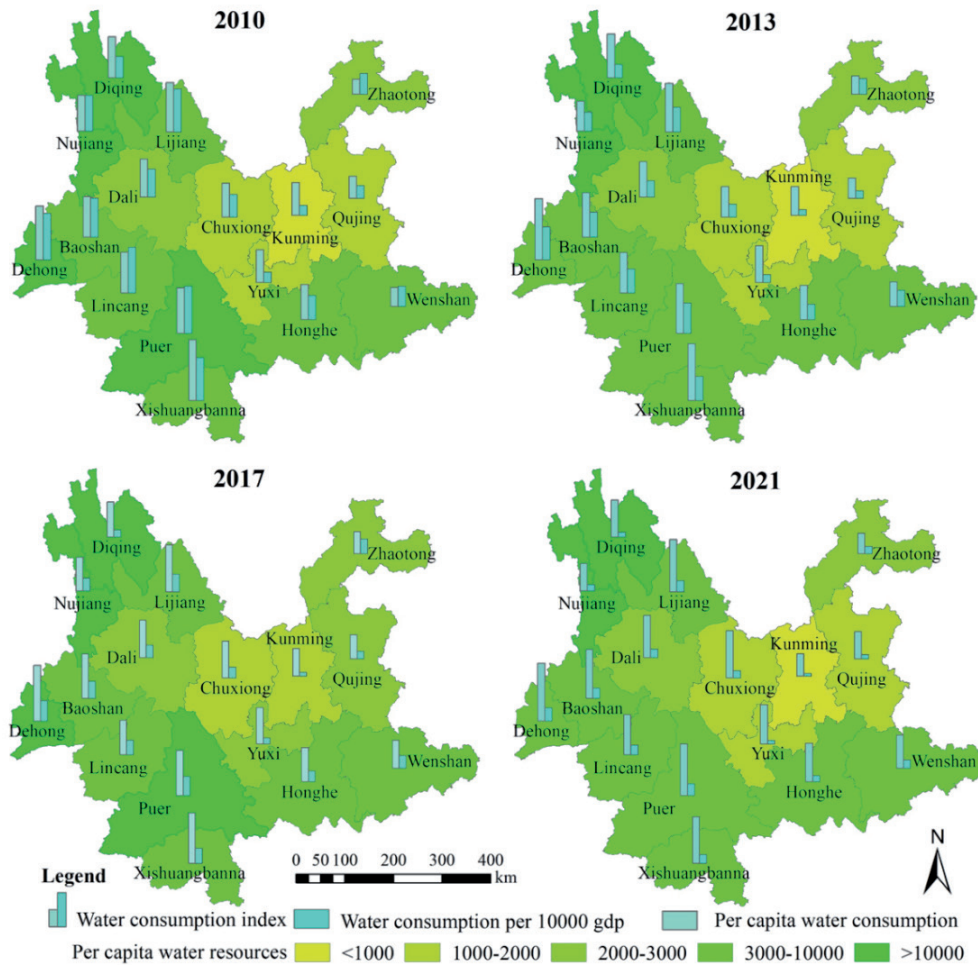 2010
2013
Diqing
Zhaotong
Nujiang
Lijiang
Dali
Chuxiong
Kunming
Qujing
Baoshan
Dehong
Lincang
Yuxi
Wenshan
Honghe
Puer
Xishuangbanna
Diqing
Zhaotong
Nujiang
Lijiang
Kunming
Dali
Chuxiong
Qujing
Baoshan
Dehong
Lincang
Yuxi
Wenshan
Honghe
Puer
Xishuangbanna
2017
2021
Diqing
Zhaotong
Nujiang
Lijiang
Kunming
Dali
Chuxiong
Qujing
Baoshan
Dehong
Lincang
Yuxi
Wenshan
Honghe
Puer
Xishuangbanna
Diqing
Zhaotong
Nujiang
Lijiang
Kunming
Dali
Chuxiong
Qujing
Baoshan
Dehong
Lincang
Yuxi
Wenshan
Honghe
Puer
Xishuangbanna
N
0 50 100 200 300 400
km
Legend
Water consumption index Water consumption per 10000 gdp Per capita water consumption
Per capita water resources <1000 1000-2000 2000-3000 3000-10000 >10000